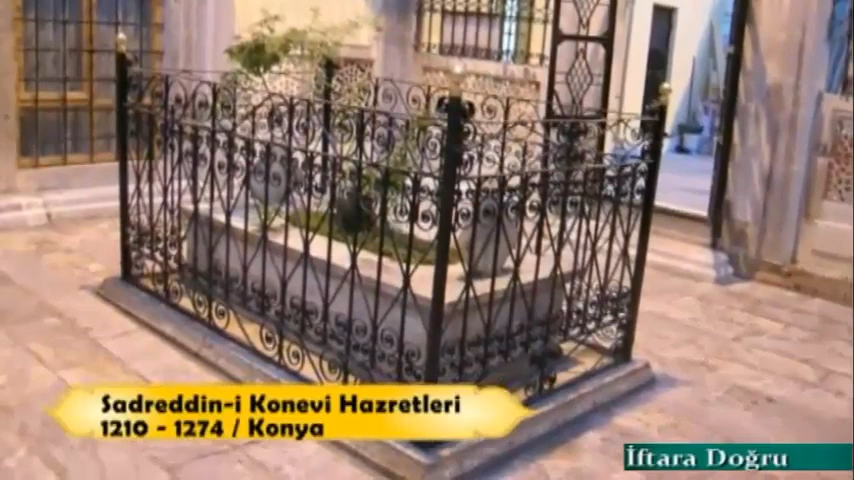 Sadreddin-i Konevi Hazretleri
1210 - 1274 / Konya
İftara Doğru